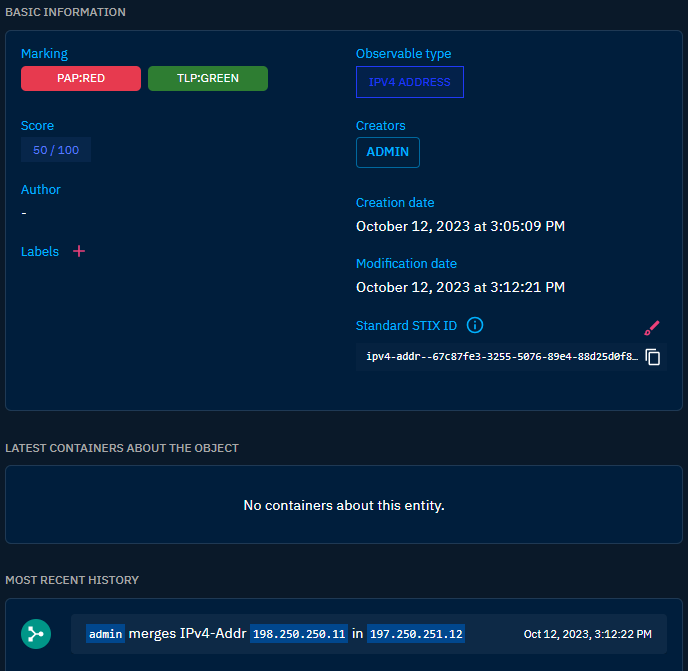 BASIC INFORMATION
Marking
PAP:RED TLP:GREEN
Score
50 / 100
Author
-
Labels +
Observable type
IPV4 ADDRESS
Creators
ADMIN
Creation date
October 12, 2023 at 3:05:09 PM
Modification date
October 12, 2023 at 3:12:21 PM
Standard STIX ID
ipv4-addr--67c87fe3-3255-5076-89e4-88d25d0f8…
LATEST CONTAINERS ABOUT THE OBJECT
No containers about this entity.
MOST RECENT HISTORY
admin merges IPv4-Addr 198.250.250.11 in 197.250.251.12 Oct 12, 2023, 3:12:22 PM